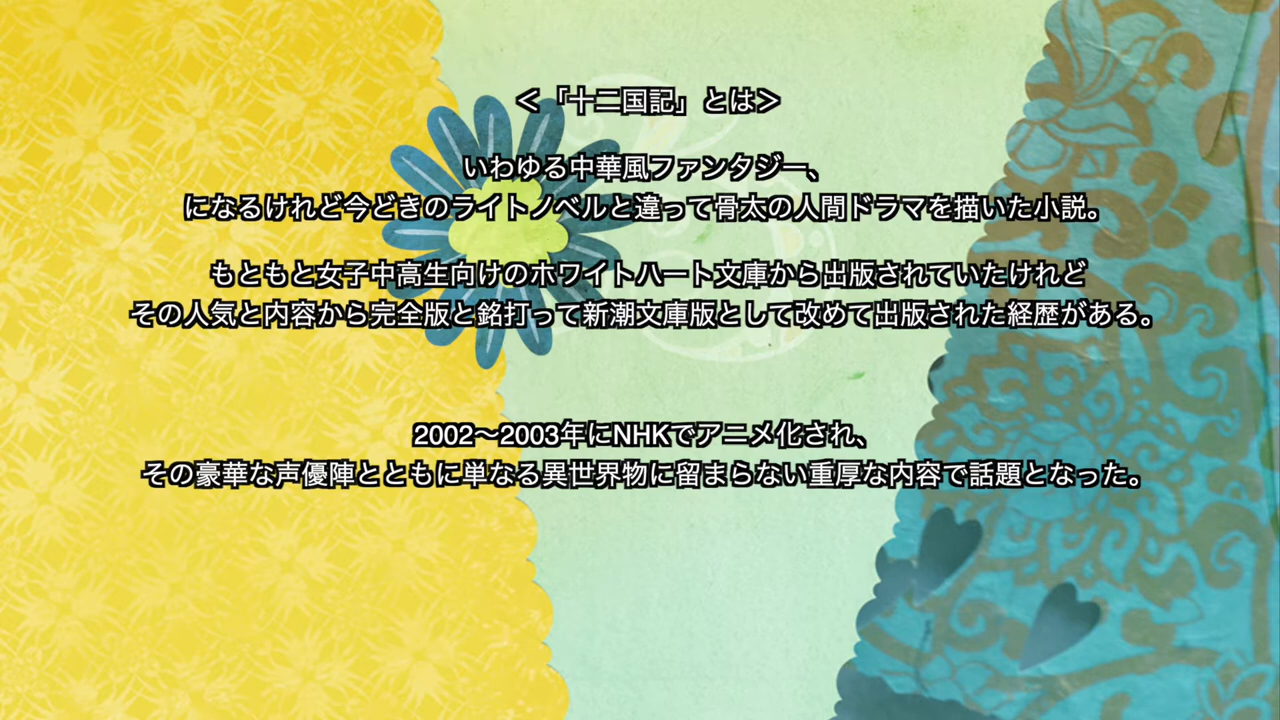 ＜「十二国記」とは＞
いわゆる中華風ファンタジー、
になるけれど今どきのライトノベルと違って骨太の人間ドラマを描いた小説。
もともと女子中高生向けのホワイトハート文庫から出版されていたけれど
その人気と内容から完全版と銘打って新潮文庫版として改めて出版された経歴がある。
2002〜2003年にNHKでアニメ化され、
その豪華な声優陣とともに単なる異世界物に留まらない重厚な内容で話題となった。